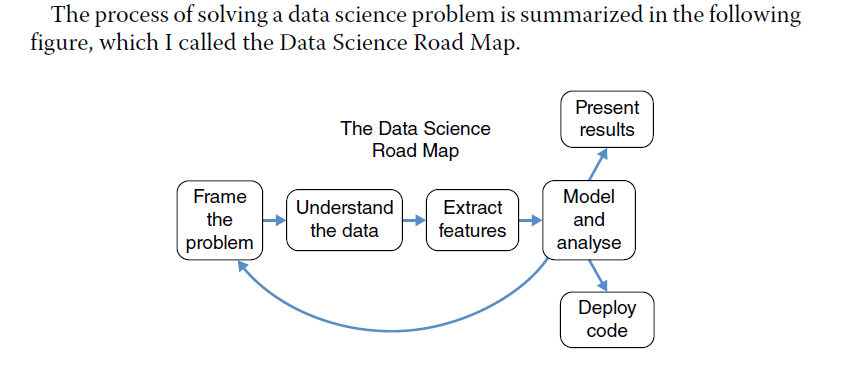 The process of solving a data science problem is summarized in the following
figure, which I called the Data Science Road Map.
The Data Science
Road Map
Frame
the
problem
Understand
the data
Extract
features
Model
and
analyse
Present
results
Deploy
code